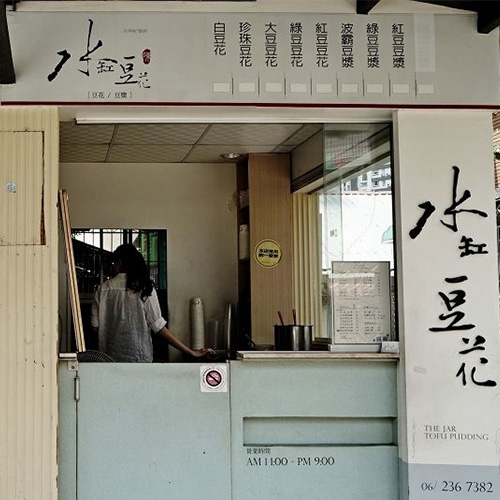 水缸豆花
[豆花 / 豆漿]
白豆花
珍珠豆花
大豆豆花
綠豆豆花
紅豆豆花
波霸豆漿
綠豆豆漿
紅豆豆漿
水缸豆花
THE JAR
TOFU PUDDING
06/ 236 7382
營業時間
AM 11:00 - PM 9:00